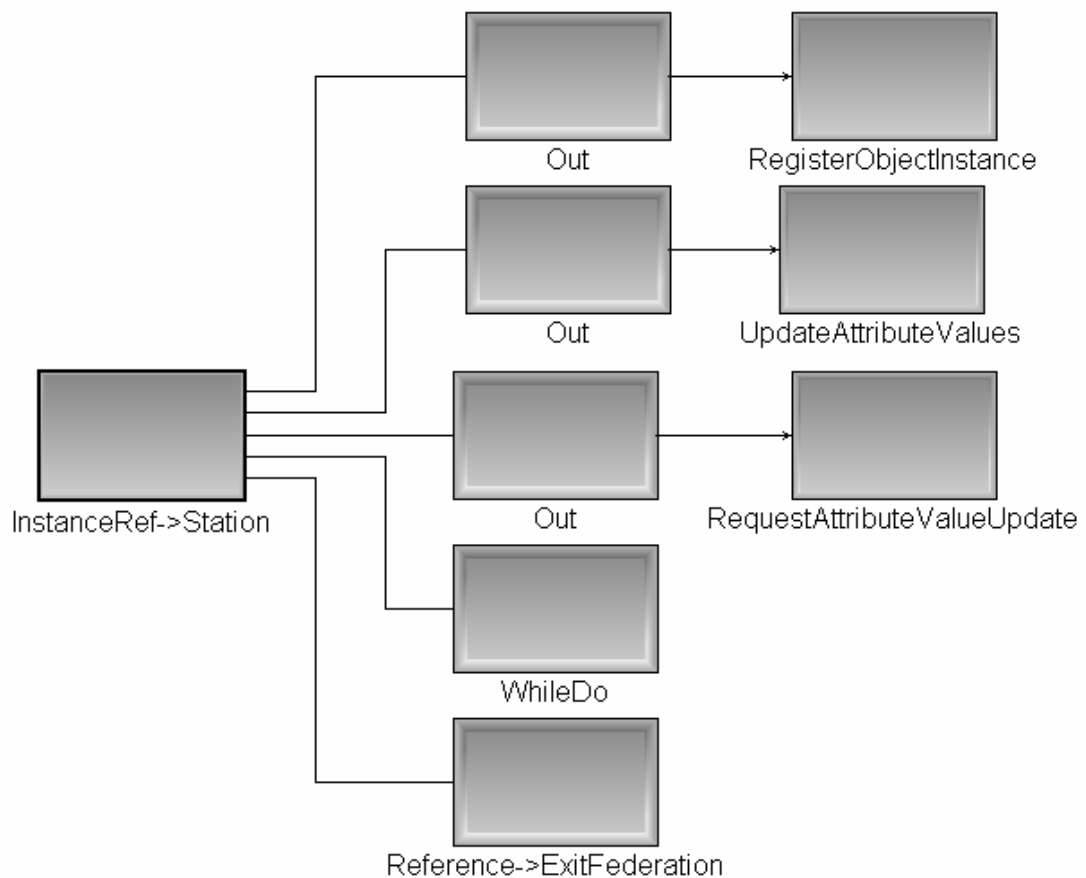 Out
RegisterObjectInstance
Out
UpdateAttributeValues
InstanceRef->Station
Out
RequestAttributeValueUpdate
WhileDo
Reference->ExitFederation